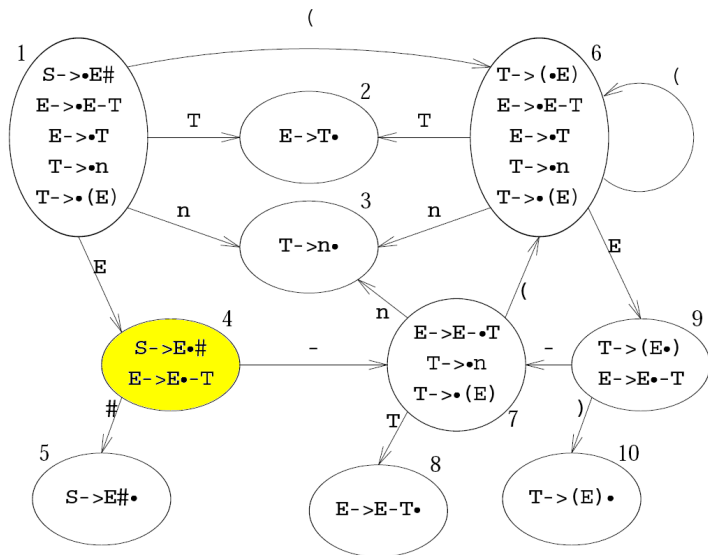 (
1
S->•E#
E->•E-T
E->•T
T->•n
T->•(E)
T
2
E->T•
T
6
T->(•E)
E->•E-T
E->•T
T->•n
T->•(E)
(
n
3
T->n•
n
E
4
S->E•#
E->E•-T
-
n
(
E->E-•T
T->•n
T->•(E)
7
-
E
9
T->(E•)
E->E•-T
#
5
S->E#•
T
8
E->E-T•
)
10
T->(E)•